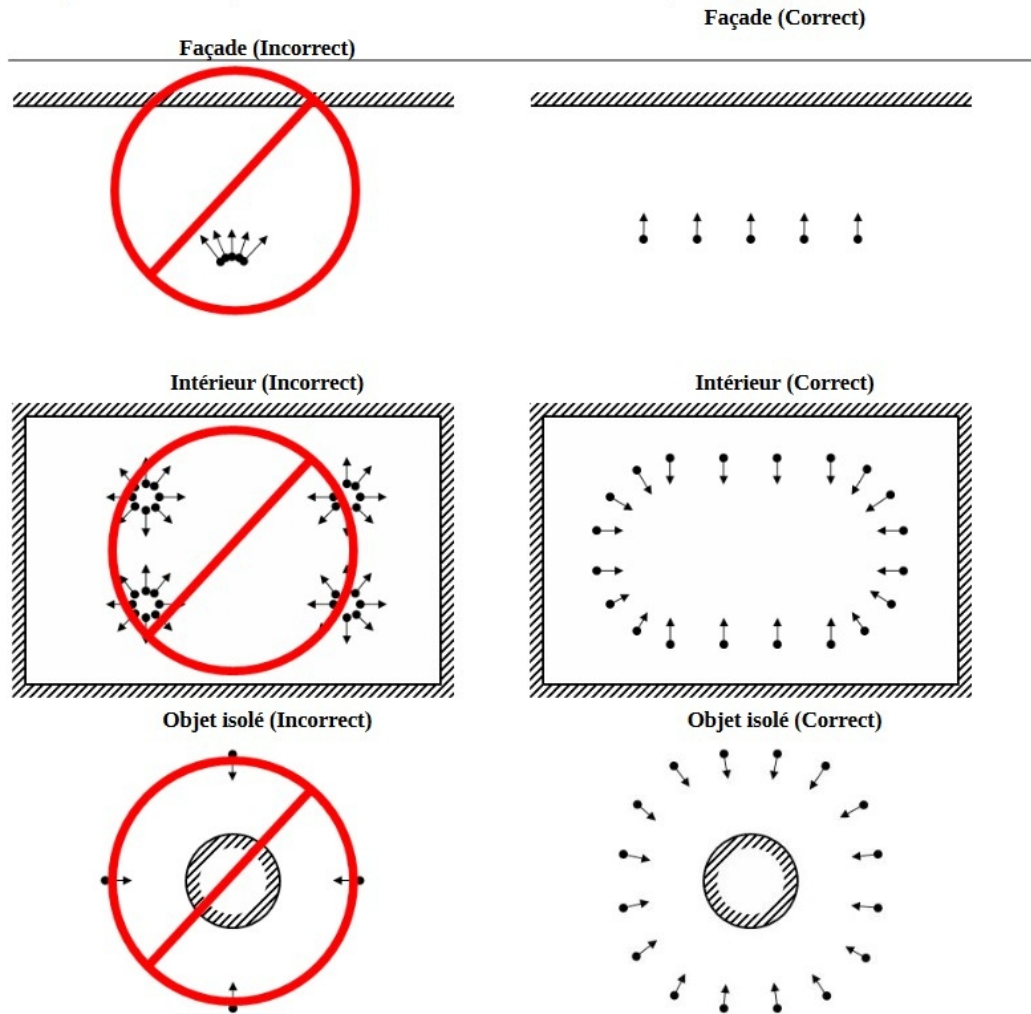 Façade (Incorrect)
Façade (Correct)
Intérieur (Incorrect)
Intérieur (Correct)
Objet isolé (Incorrect)
Objet isolé (Correct)